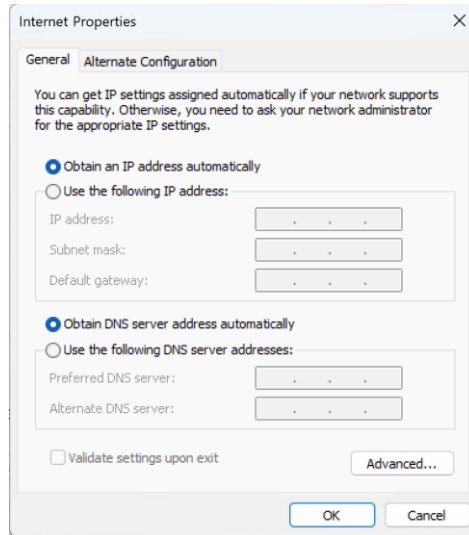 Internet Properties
General
Alternate Configuration
You can get IP settings assigned automatically if your network supports
this capability. Otherwise, you need to ask your network administrator
for the appropriate IP settings.
Obtain an IP address automatically
Use the following IP address:
IP address:
Subnet mask:
Default gateway:
Obtain DNS server address automatically
Use the following DNS server addresses:
Preferred DNS server:
Alternate DNS server:
Validate settings upon exit
Advanced...
OK
Cancel